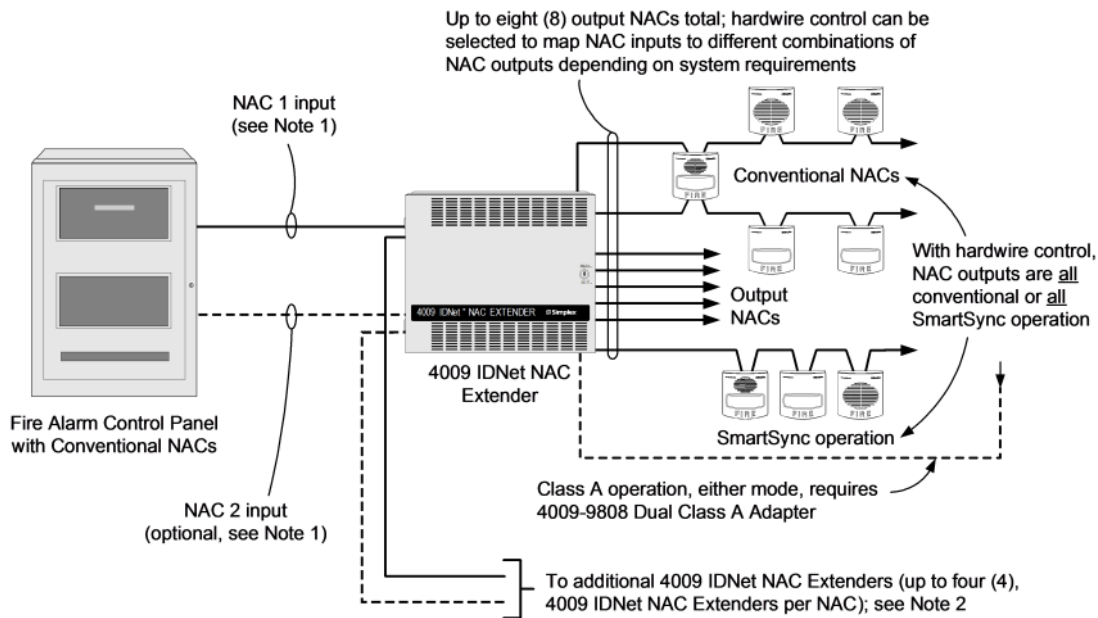 Up to eight (8) output NACs total; hardwire control can be
selected to map NAC inputs to different combinations of
NAC outputs depending on system requirements
NAC 1 input
(see Note 1)
FIRE
FIRE
FIRE
Conventional NACs
FIRE
FIRE
With hardwire control,
NAC outputs are all
conventional or all
SmartSync operation
Output
NACs
4009 IDNet™ NAC EXTENDER
Simplex
4009 IDNet NAC
Extender
FIRE
FIRE
FIRE
SmartSync operation
Fire Alarm Control Panel
with Conventional NACs
NAC 2 input
(optional, see Note 1)
Class A operation, either mode, requires
4009-9808 Dual Class A Adapter
To additional 4009 IDNet NAC Extenders (up to four (4),
4009 IDNet NAC Extenders per NAC); see Note 2